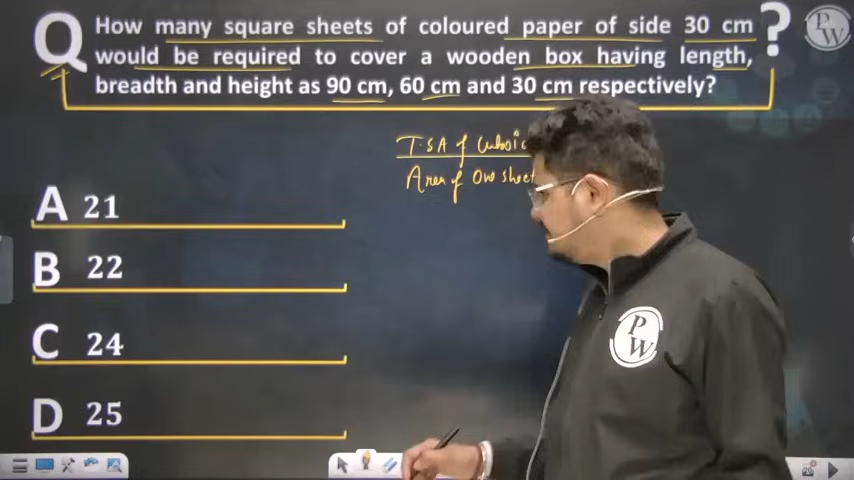 Q How many square sheets of coloured paper of side 30 cm
would be required to cover a wooden box having length,
breadth and height as 90 cm, 60 cm and 30 cm respectively?
?
PW
T.S.A of
Area of One sheet
A 21
B 22
C 24
D 25
PW